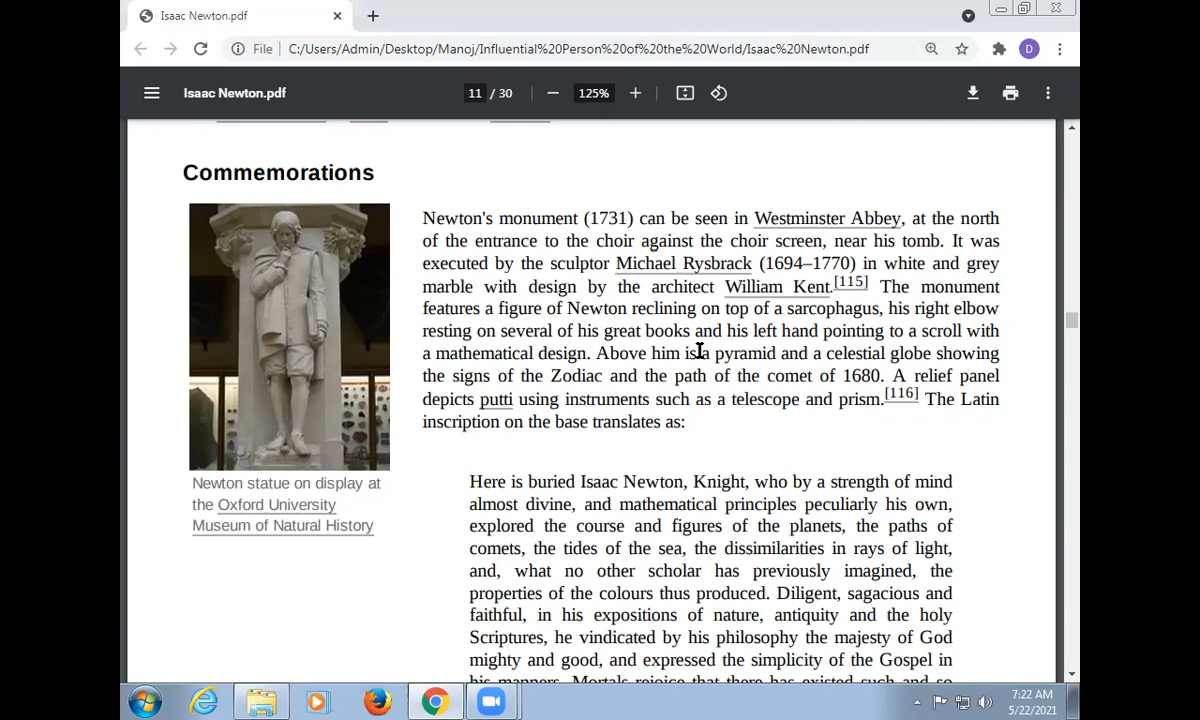 Isaac Newton.pdf
File
C:/Users/Admin/Desktop/Manoj/Influential%20Person%20of%20the%20World/Isaac%20Newton.pdf
D
Isaac Newton.pdf
11 / 30
125%
Commemorations
Newton's monument (1731) can be seen in Westminster Abbey, at the north
of the entrance to the choir against the choir screen, near his tomb. It was
executed by the sculptor Michael Rysbrack (1694–1770) in white and grey
marble with design by the architect William Kent.[115] The monument
features a figure of Newton reclining on top of a sarcophagus, his right elbow
resting on several of his great books and his left hand pointing to a scroll with
a mathematical design. Above him is a pyramid and a celestial globe showing
the signs of the Zodiac and the path of the comet of 1680. A relief panel
depicts putti using instruments such as a telescope and prism.[116] The Latin
inscription on the base translates as:
Newton statue on display at
the Oxford University
Museum of Natural History
Here is buried Isaac Newton, Knight, who by a strength of mind
almost divine, and mathematical principles peculiarly his own,
explored the course and figures of the planets, the paths of
comets, the tides of the sea, the dissimilarities in rays of light,
and, what no other scholar has previously imagined, the
properties of the colours thus produced. Diligent, sagacious and
faithful, in his expositions of nature, antiquity and the holy
Scriptures, he vindicated by his philosophy the majesty of God
mighty and good, and expressed the simplicity of the Gospel in
his manners. Mortals rejoice that there has existed such and so
7:22 AM
5/22/2021